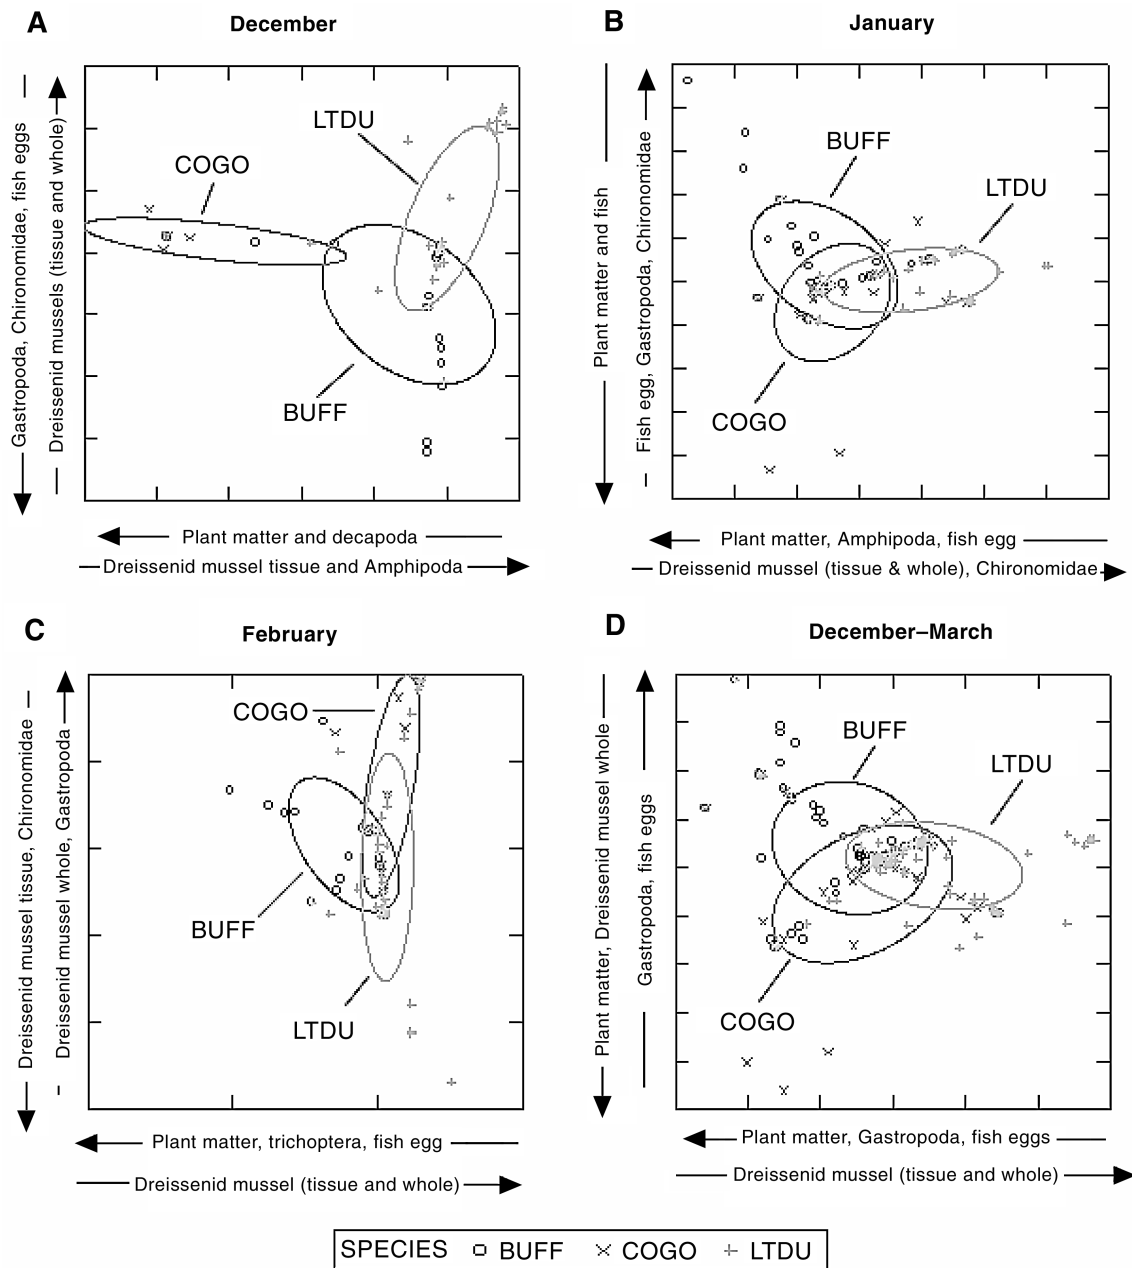 A
December
Gastropoda, Chironomidae, fish eggs
Dreissenid mussels (tissue and whole)
LTDU
COGO
BUFF
Plant matter and decapoda
Dreissenid mussel tissue and Amphipoda
B
January
Plant matter and fish
Fish egg, Gastropoda, Chironomidae
BUFF
LTDU
COGO
Plant matter, Amphipoda, fish egg
Dreissenid mussel (tissue & whole), Chironomidae
C
February
Dreissenid mussel tissue, Chironomidae
Dreissenid mussel whole, Gastropoda
COGO
BUFF
LTDU
Plant matter, trichoptera, fish egg
Dreissenid mussel (tissue and whole)
D
December–March
Plant matter, Dreissenid mussel whole
Gastropoda, fish eggs
BUFF
LTDU
COGO
Plant matter, Gastropoda, fish eggs
Dreissenid mussel (tissue and whole)
SPECIES BUFF COGO LTDU